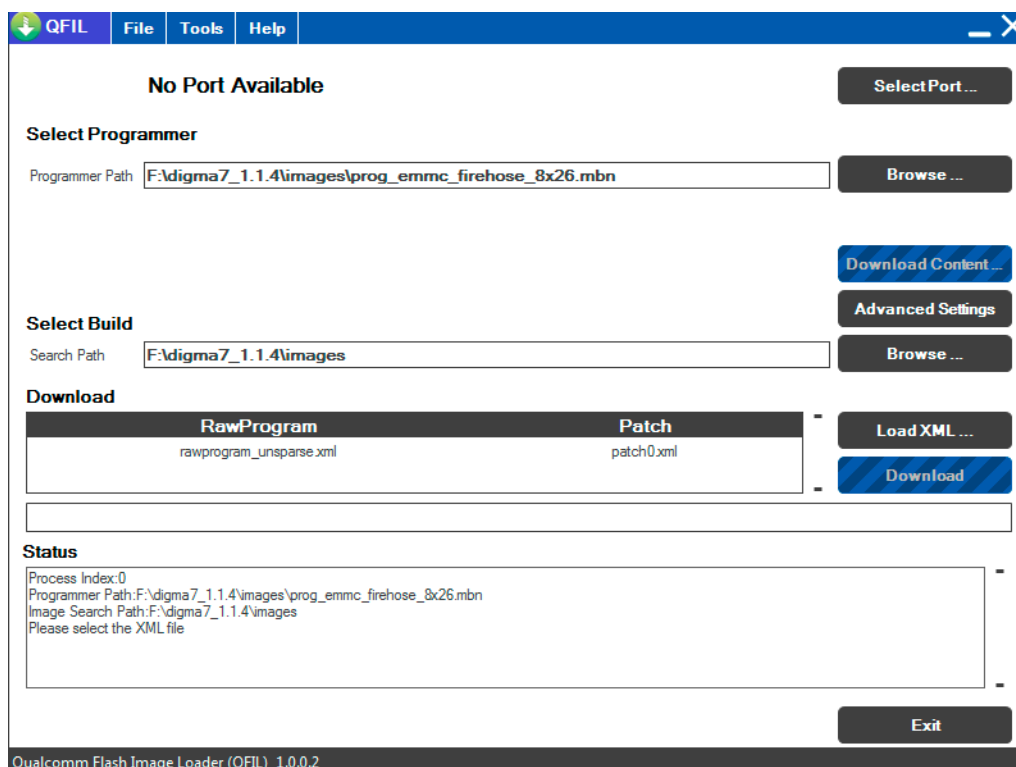 QFIL File Tools Help
No Port Available Select Port ...
Select Programmer
Programmer Path F:\digma7_1.1.4\images\prog_emmc_firehose_8x26.mbn Browse ...
Download Content ...
Advanced Settings
Select Build
Search Path F:\digma7_1.1.4\images Browse ...
Download
RawProgram Patch Load XML ...
rawprogram_unsparse.xml patch0.xml
Download
Status
Process Index:0
Programmer Path:F:\digma7_1.1.4\images\prog_emmc_firehose_8x26.mbn
Image Search Path:F:\digma7_1.1.4\images
Please select the XML file
Exit
Qualcomm Flash Image Loader (QFIL) 1.0.0.2